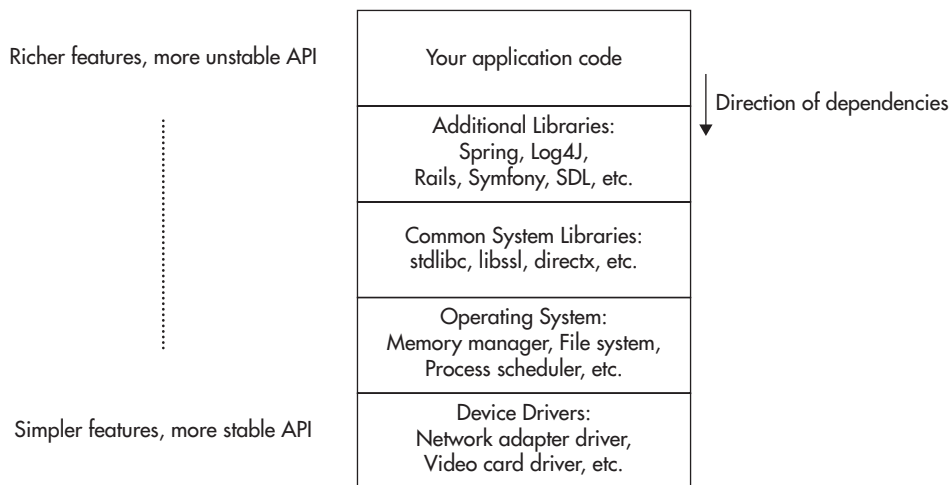 Richer features, more unstable API
Your application code
Direction of dependencies
Additional Libraries:
Spring, Log4J,
Rails, Symfony, SDL, etc.
Common System Libraries:
stdlibc, libssl, directx, etc.
Operating System:
Memory manager, File system,
Process scheduler, etc.
Simpler features, more stable API
Device Drivers:
Network adapter driver,
Video card driver, etc.